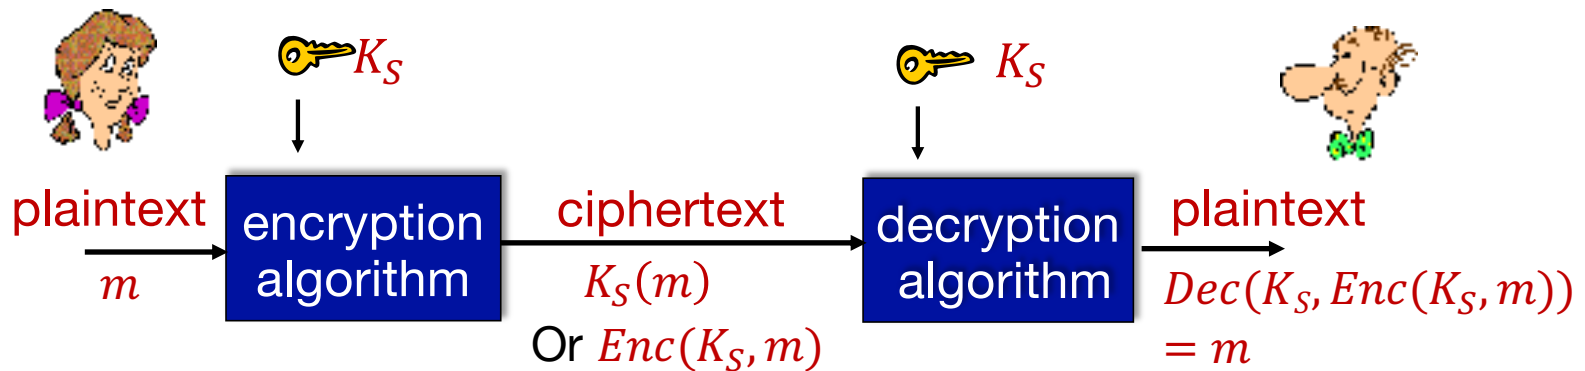 K_S
K_S
plaintext
m
encryption
algorithm
ciphertext
K_S(m)
Or Enc(K_S, m)
decryption
algorithm
plaintext
Dec(K_S, Enc(K_S, m))
= m